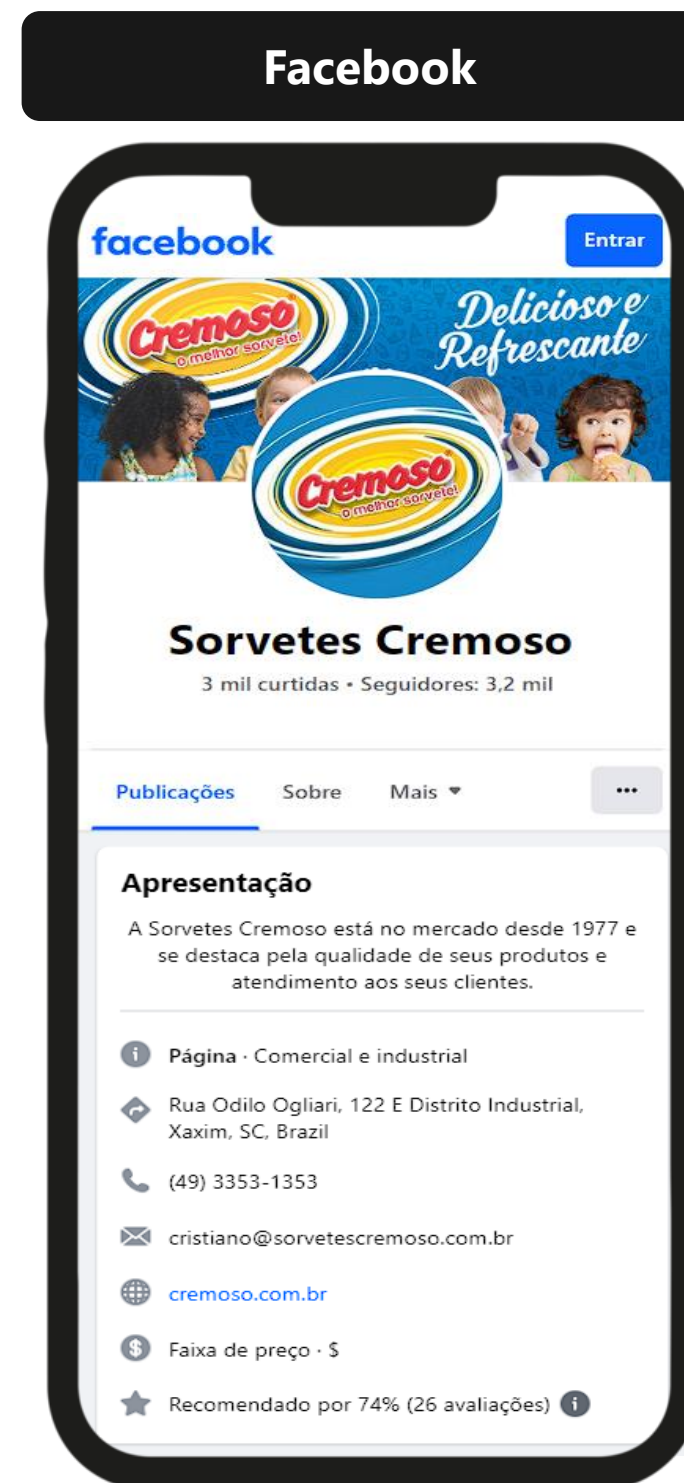 Facebook
facebook
Entrar
Cremoso
o melhor sorvete!
Delicioso e
Refrescante
Cremoso
o melhor sorvete!
Sorvetes Cremoso
3 mil curtidas • Seguidores: 3,2 mil
Publicações Sobre Mais
Apresentação
A Sorvetes Cremoso está no mercado desde 1977 e
se destaca pela qualidade de seus produtos e
atendimento aos seus clientes.
Página · Comercial e industrial
Rua Odilo Ogliari, 122 E Distrito Industrial,
Xaxim, SC, Brazil
(49) 3353-1353
cristiano@sorvetescremoso.com.br
cremoso.com.br
Faixa de preço · $
Recomendado por 74% (26 avaliações)